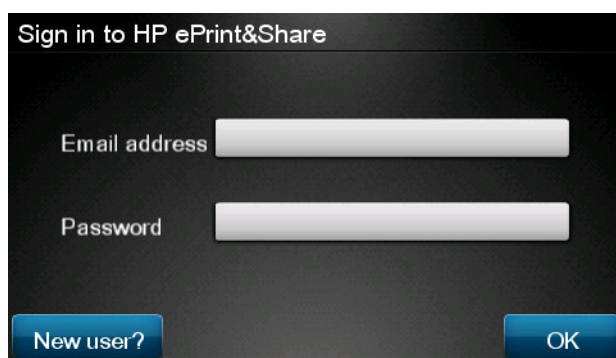 Sign in to HP ePrint&Share
Email address
Password
New user?
OK